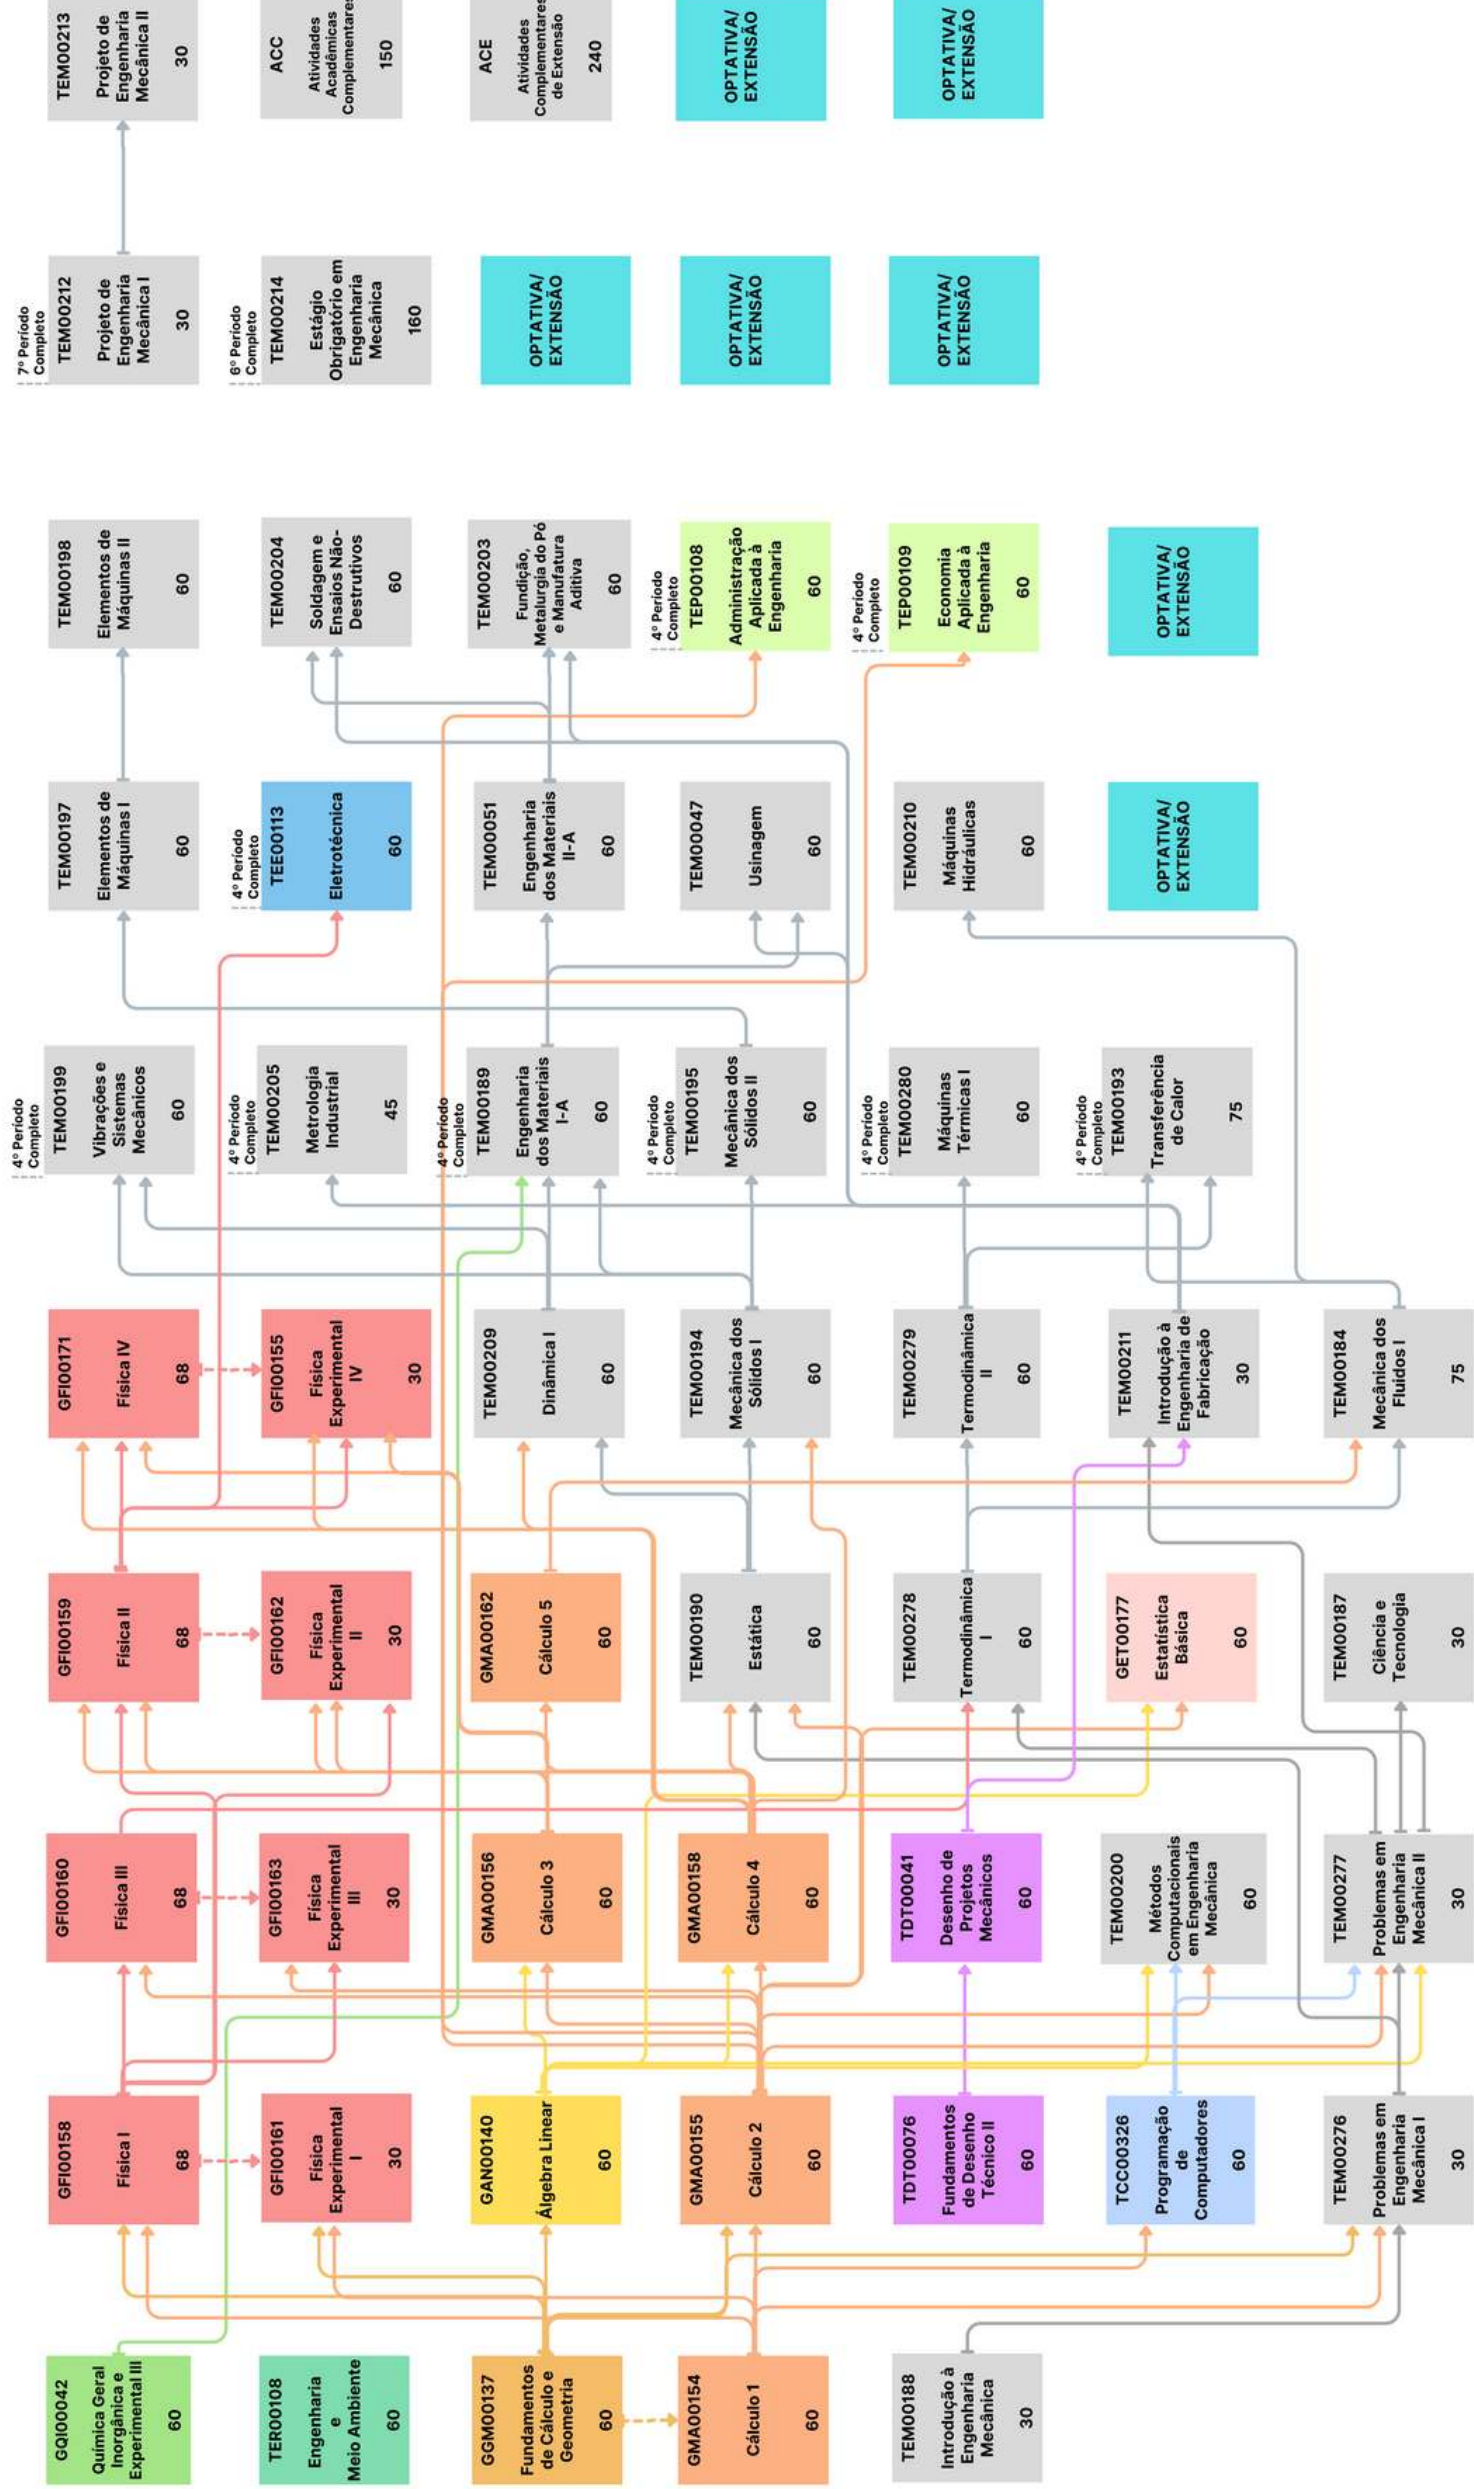 GQI00042
Química Geral
Inorgânica e
Experimental III
60
TER00108
Engenharia
e
Meio Ambiente
60
GGM00137
Fundamentos
de Cálculo e
Geometria
60
GMA00154
Cálculo 1
60
TEM00188
Introdução à
Engenharia
Mecânica
30
GFI00158
Física I
68
GFI00161
Física
Experimental
I
30
GAN00140
Álgebra Linear
60
GMA00155
Cálculo 2
60
TDT00076
Fundamentos
de Desenho
Técnico II
60
TCC00326
Programação
de
Computadores
60
TEM00276
Problemas em
Engenharia
Mecânica I
30
GFI00160
Física III
68
GFI00163
Física
Experimental
III
30
GMA00156
Cálculo 3
60
GMA00158
Cálculo 4
60
TDT00041
Desenho de
Projetos
Mecânicos
60
TEM00200
Métodos
Computacionais
em Engenharia
Mecânica
60
TEM00277
Problemas em
Engenharia
Mecânica II
30
GFI00159
Física II
68
GFI00162
Física
Experimental
II
30
GMA00162
Cálculo 5
60
TEM00190
Estática
60
TEM00278
Termodinâmica
I
60
GET00177
Estatística
Básica
60
TEM00187
Ciência e
Tecnologia
30
GFI00171
Física IV
68
GFI00155
Física
Experimental
IV
30
TEM00209
Dinâmica I
60
TEM00194
Mecânica dos
Sólidos I
60
TEM00279
Termodinâmica
II
60
TEM00211
Introdução à
Engenharia de
Fabricação
30
TEM00184
Mecânica dos
Fluidos I
75
4º Período
Completo
TEM00199
Vibrações e
Sistemas
Mecânicos
60
4º Período
Completo
TEM00205
Metrologia
Industrial
45
4º Período
Completo
TEM00189
Engenharia
dos Materiais
I-A
60
4º Período
Completo
TEM00195
Mecânica dos
Sólidos II
60
4º Período
Completo
TEM00280
Máquinas
Térmicas I
60
4º Período
Completo
TEM00193
Transferência
de Calor
75
TEM00197
Elementos de
Máquinas I
60
4º Período
Completo
TEE00113
Eletrotécnica
60
TEM00051
Engenharia
dos Materiais
II-A
60
TEM00047
Usinagem
60
TEM00210
Máquinas
Hidráulicas
60
OPTATIVA/
EXTENSÃO
TEM00198
Elementos de
Máquinas II
60
TEM00204
Soldagem e
Ensaios Não-
Destrutivos
60
TEM00203
Fundição,
Metalurgia do Pó
e Manufatura
Aditiva
60
4º Período
Completo
TEP00108
Administração
Aplicada à
Engenharia
60
4º Período
Completo
TEP00109
Economia
Aplicada à
Engenharia
60
OPTATIVA/
EXTENSÃO
7º Período
Completo
TEM00212
Projeto de
Engenharia
Mecânica I
30
6º Período
Completo
TEM00214
Estágio
Obrigatório em
Engenharia
Mecânica
160
OPTATIVA/
EXTENSÃO
OPTATIVA/
EXTENSÃO
OPTATIVA/
EXTENSÃO
TEM00213
Projeto de
Engenharia
Mecânica II
30
ACC
Atividades
Acadêmicas
Complementares
150
ACE
Atividades
Complementares
de Extensão
240
OPTATIVA/
EXTENSÃO
OPTATIVA/
EXTENSÃO